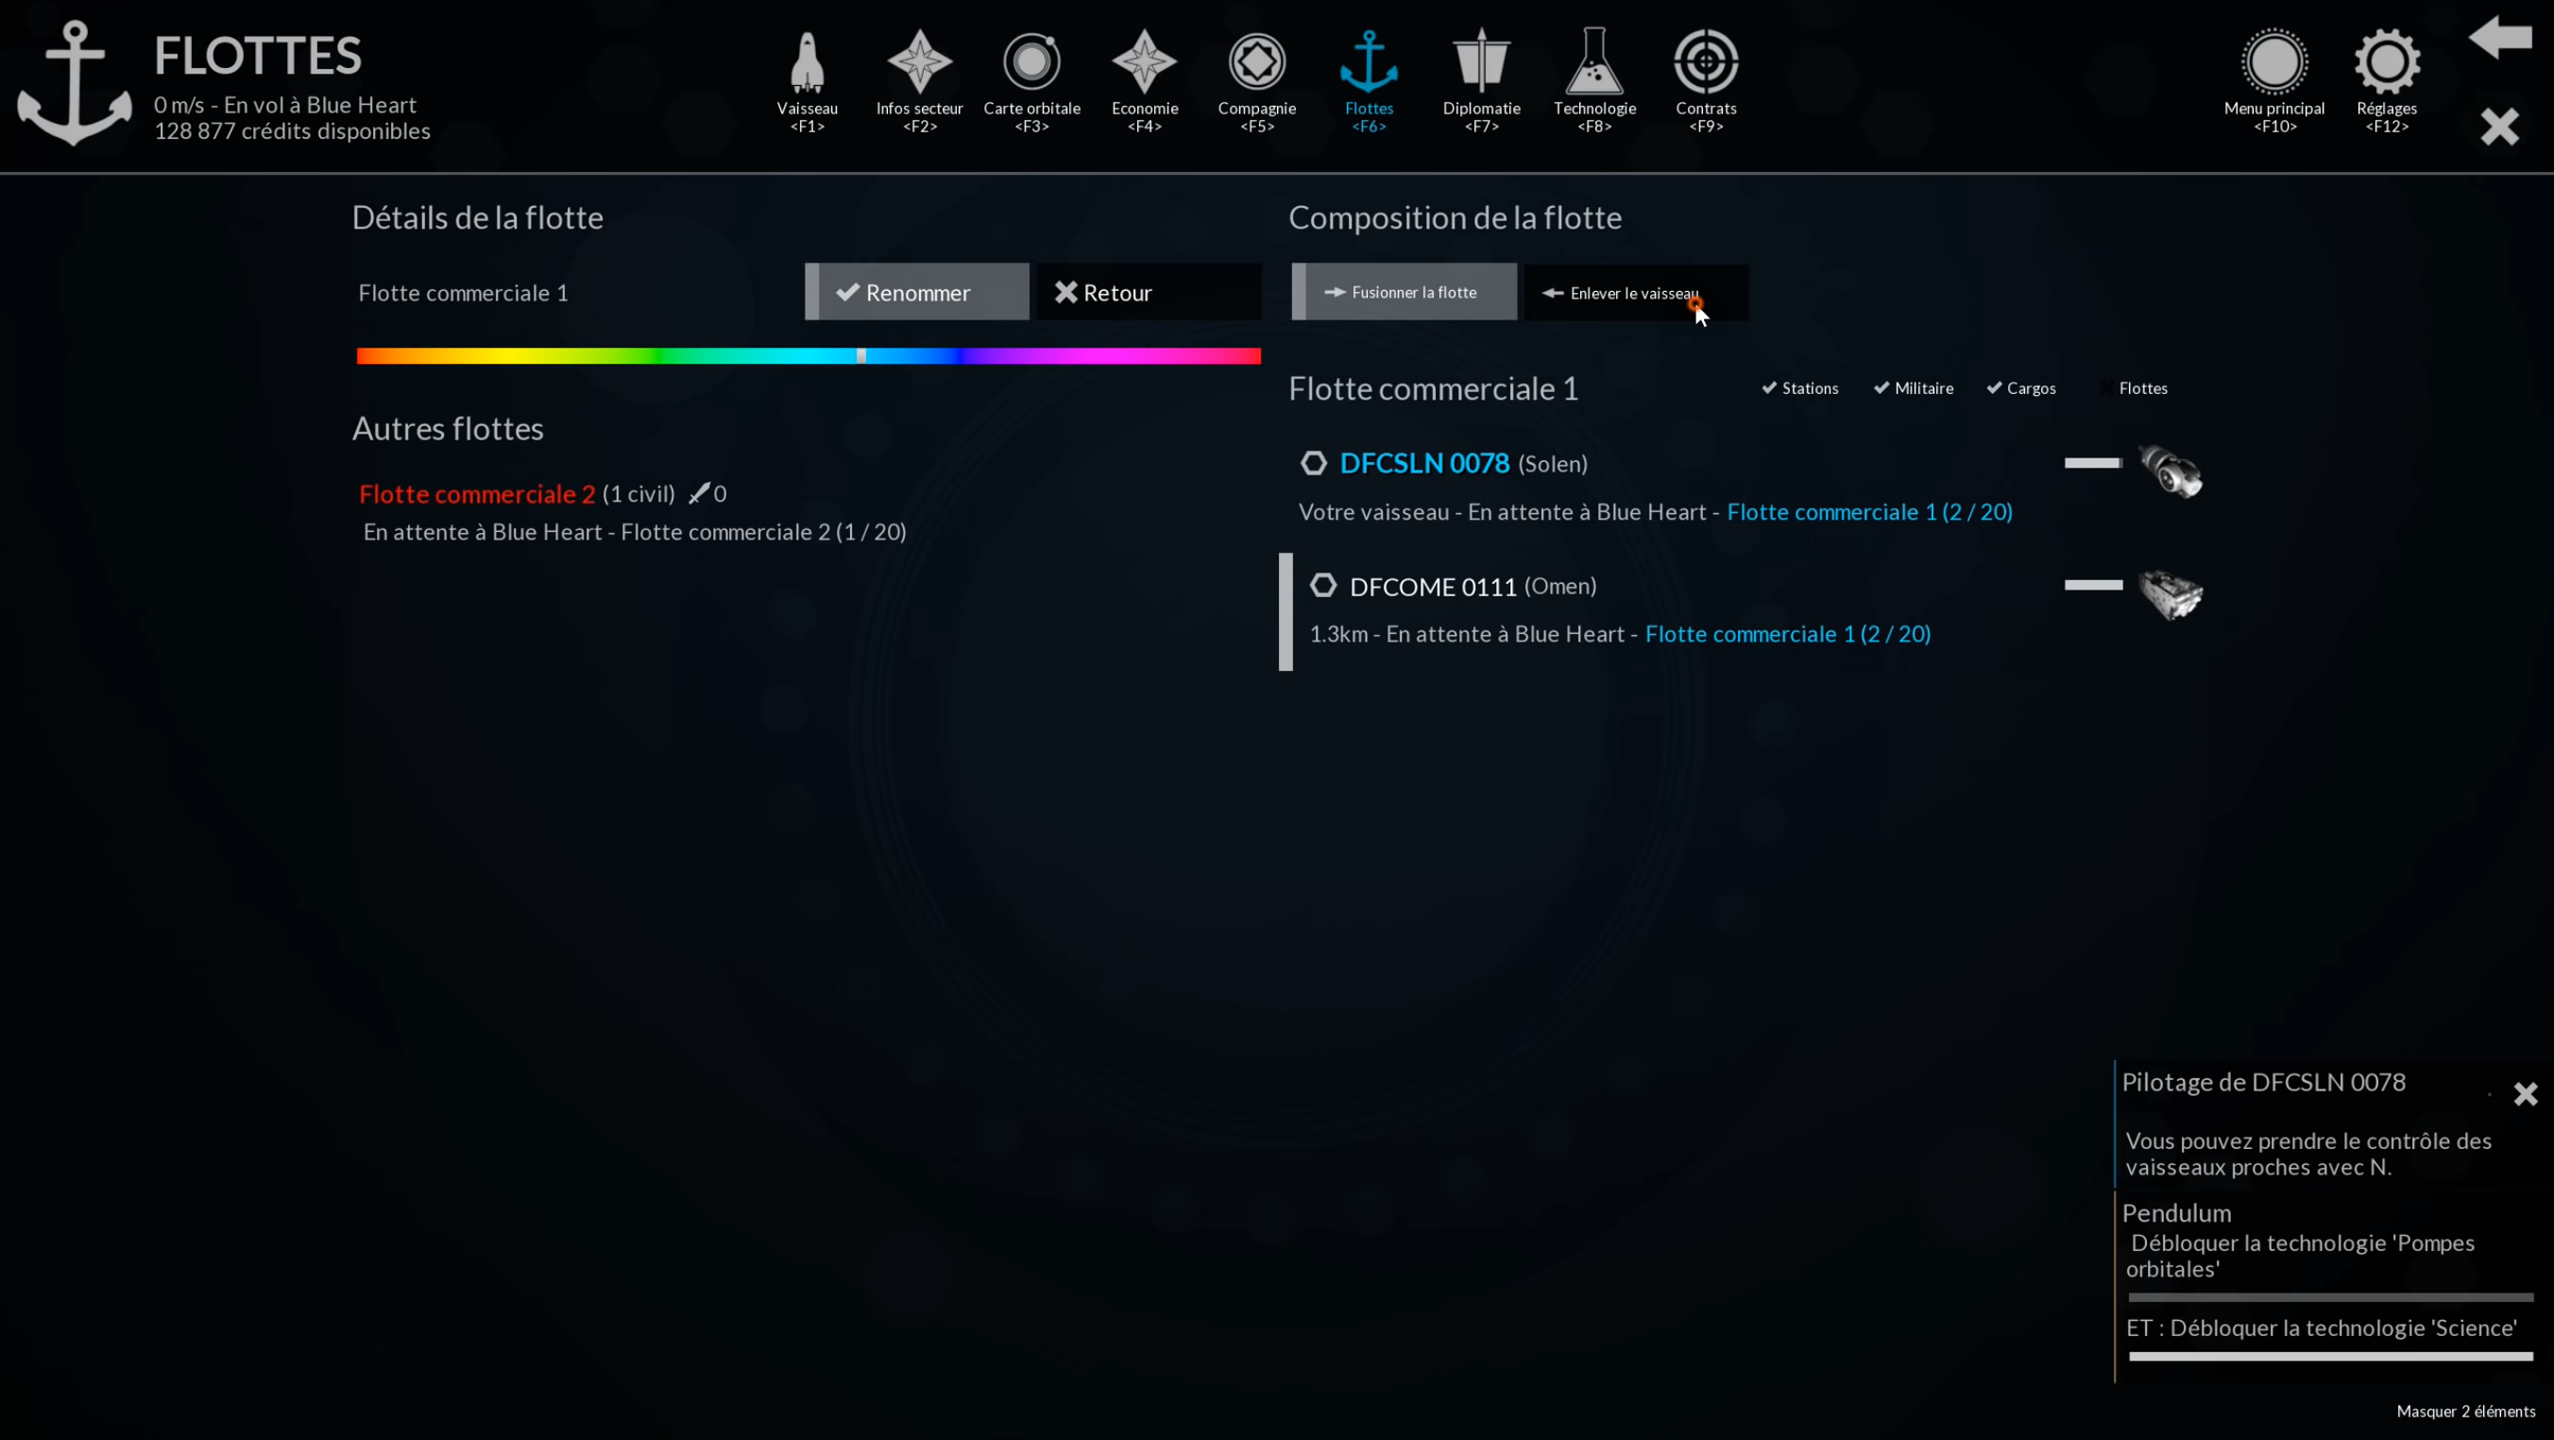 FLOTTES
0 m/s - En vol à Blue Heart
128 877 crédits disponibles
Vaisseau
<F1>
Infos secteur
<F2>
Carte orbitale
<F3>
Economie
<F4>
Compagnie
<F5>
Flottes
<F6>
Diplomatie
<F7>
Technologie
<F8>
Contrats
<F9>
Menu principal
<F10>
Réglages
<F12>
Détails de la flotte
Flotte commerciale 1
Renommer
Retour
Autres flottes
Flotte commerciale 2 (1 civil) 0
En attente à Blue Heart - Flotte commerciale 2 (1 / 20)
Composition de la flotte
Fusionner la flotte
Enlever le vaisseau
Flotte commerciale 1
Stations
Militaire
Cargos
Flottes
DFCSLN 0078 (Solen)
Votre vaisseau - En attente à Blue Heart - Flotte commerciale 1 (2 / 20)
DFCOME 0111 (Omen)
1.3km - En attente à Blue Heart - Flotte commerciale 1 (2 / 20)
Pilotage de DFCSLN 0078
Vous pouvez prendre le contrôle des
vaisseaux proches avec N.
Pendulum
Débloquer la technologie 'Pompes
orbitales'
ET : Débloquer la technologie 'Science'
Masquer 2 éléments